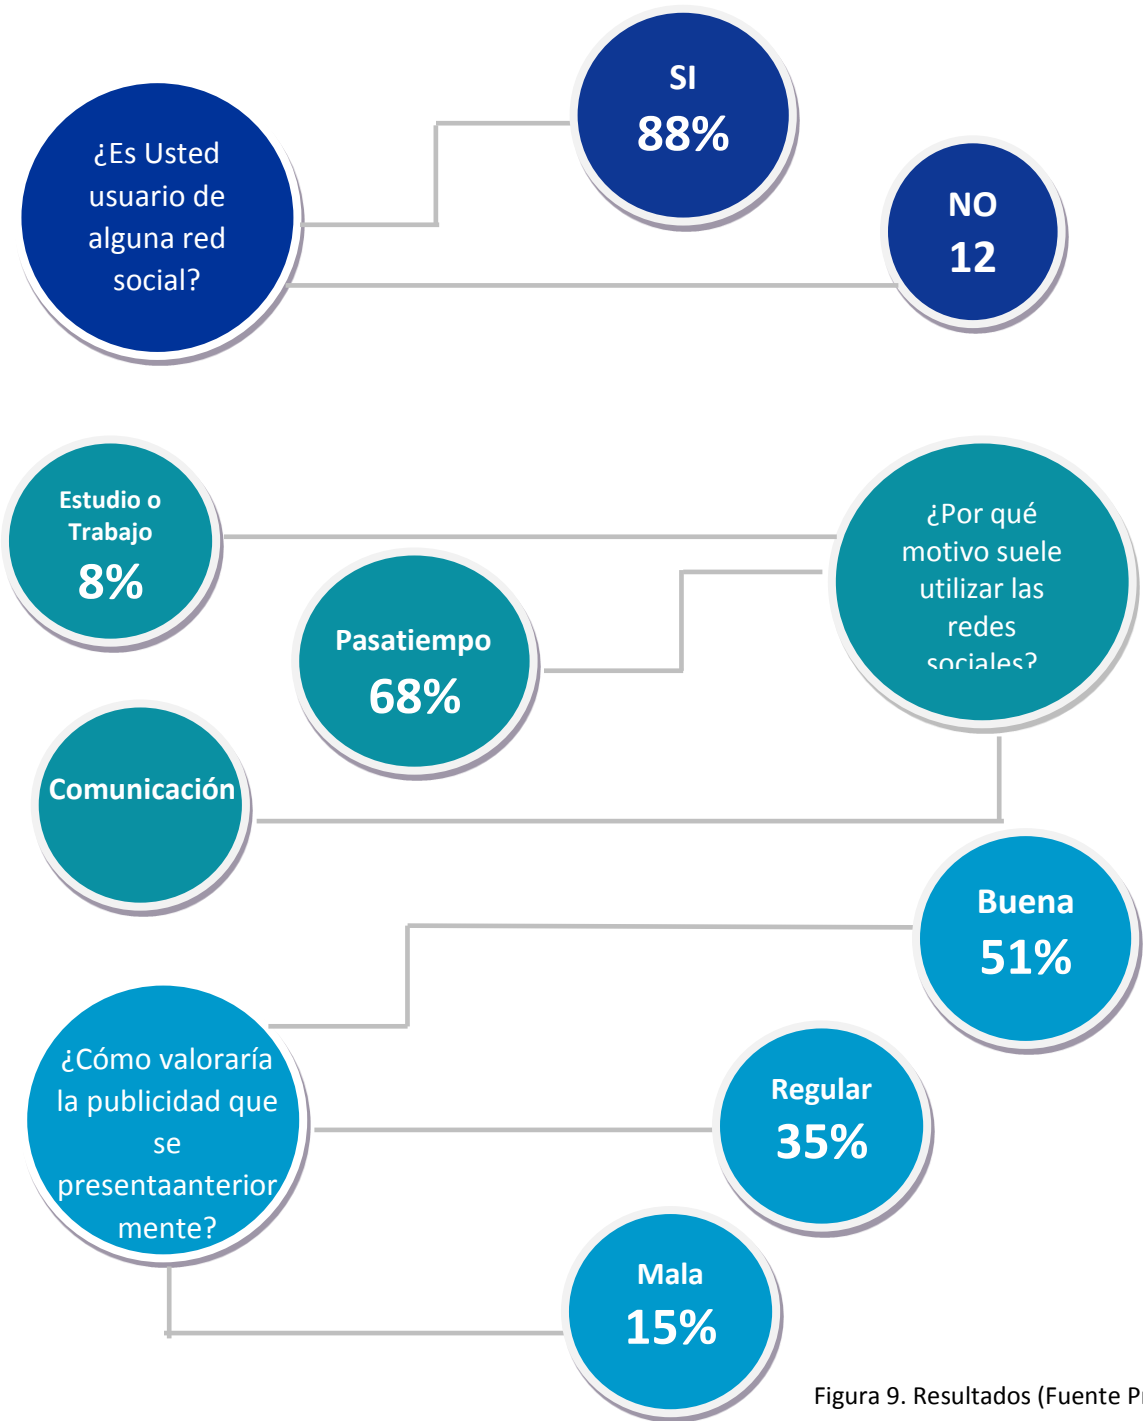 ¿Es Usted
usuario de
alguna red
social?
SI
88%
NO
12
Estudio o
Trabajo
8%
Pasatiempo
68%
Comunicación
¿Por qué
motivo suele
utilizar las
redes
sociales?
Buena
51%
¿Cómo valoraría
la publicidad que
se
presentaanterior
mente?
Regular
35%
Mala
15%
Figura 9. Resultados (Fuente